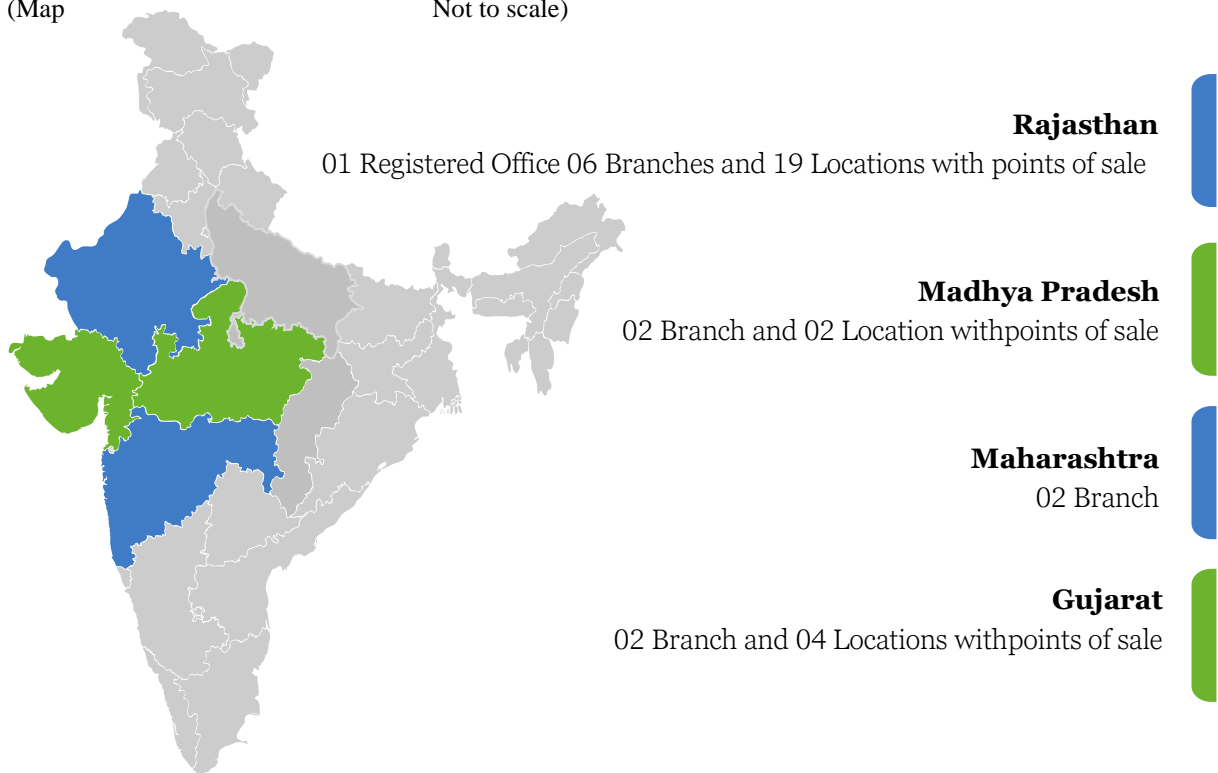 (Map Not to scale)
Rajasthan
01 Registered Office 06 Branches and 19 Locations with points of sale
Madhya Pradesh
02 Branch and 02 Location withpoints of sale
Maharashtra
02 Branch
Gujarat
02 Branch and 04 Locations withpoints of sale